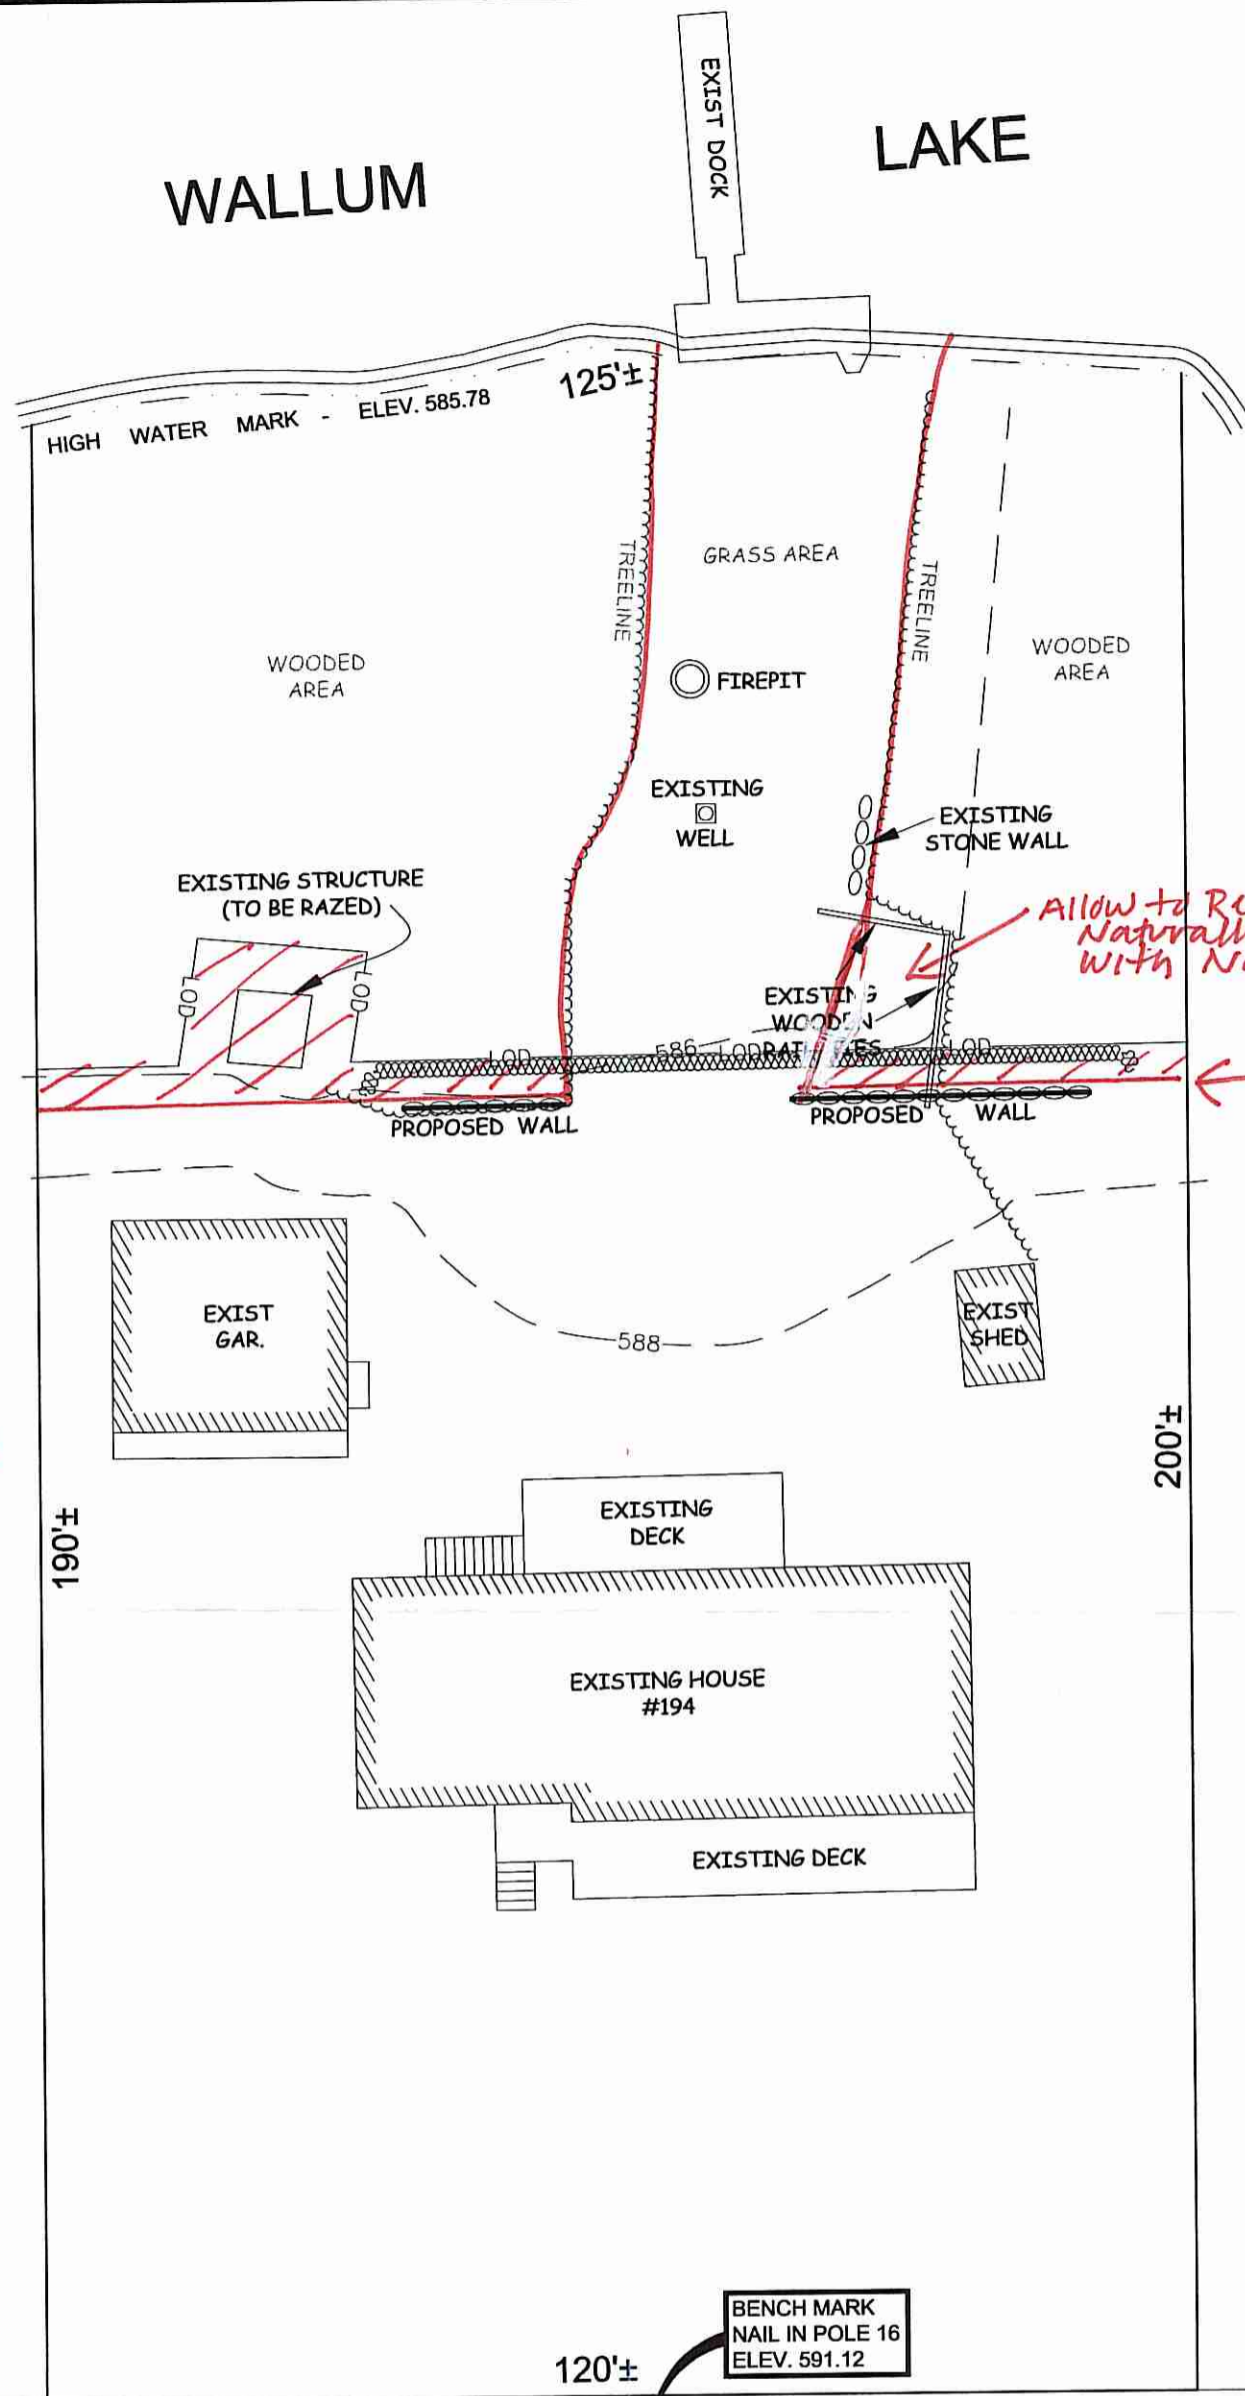 EXIST DOCK
WALLUM
LAKE
125'±
HIGH WATER MARK - ELEV. 585.78
TREELINE
GRASS AREA
TREELINE
WOODED
AREA
WOODED
AREA
FIREPIT
EXISTING
WELL
EXISTING
STONE WALL
EXISTING STRUCTURE
(TO BE RAZED)
Allow to
Naturall
with
LOD
LOD
EXISTING
WOODEN
LOD
586
LOD
LOD
PROPOSED WALL
PROPOSED WALL
EXIST
GAR.
588
EXIST
SHED
200'±
190'±
EXISTING
DECK
EXISTING HOUSE
#194
EXISTING DECK
BENCH MARK
NAIL IN POLE 16
ELEV. 591.12
120'±